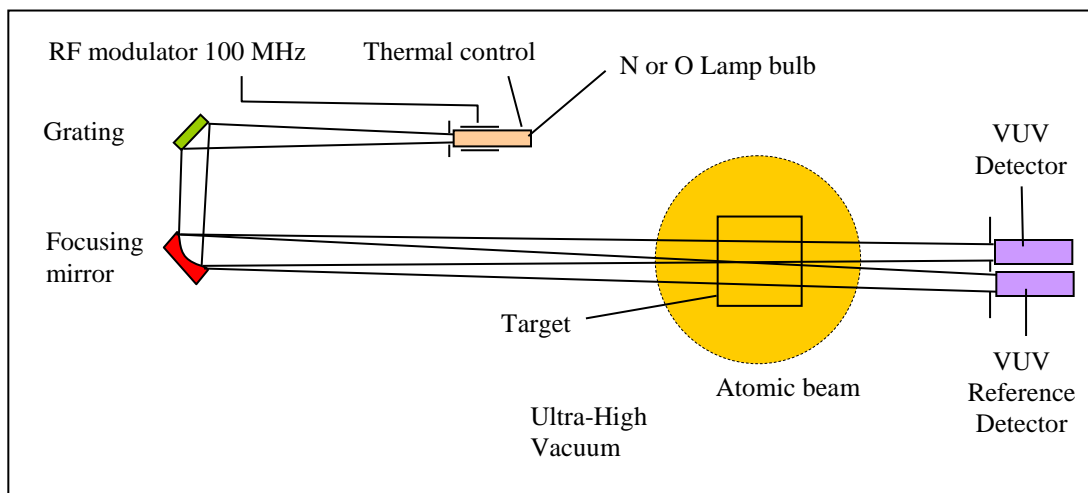 RF modulator 100 MHz
Thermal control
N or O Lamp bulb
Grating
VUV
Detector
Focusing
mirror
Target
Atomic beam
VUV
Reference
Detector
Ultra-High
Vacuum